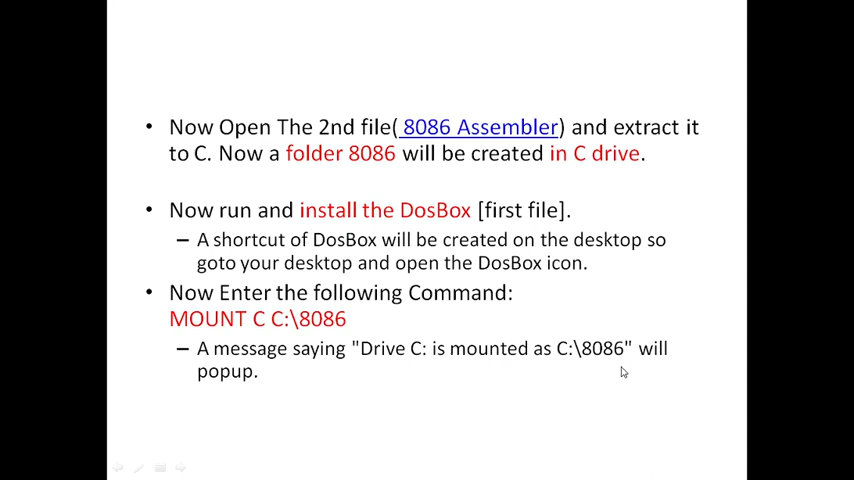 • Now Open The 2nd file( 8086 Assembler) and extract it
to C. Now a folder 8086 will be created in C drive.
• Now run and install the DosBox [first file].
– A shortcut of DosBox will be created on the desktop so
goto your desktop and open the DosBox icon.
• Now Enter the following Command:
MOUNT C C:\8086
– A message saying "Drive C: is mounted as C:\8086" will
popup.